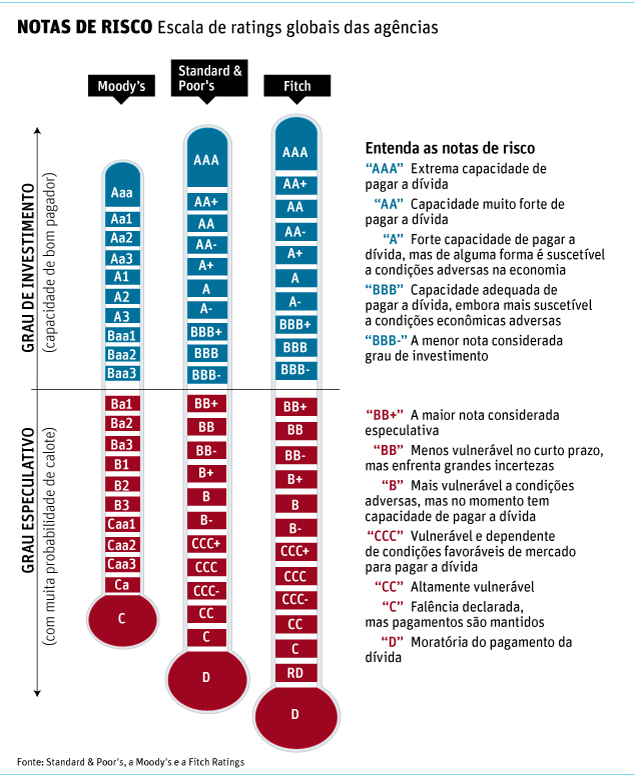 NOTAS DE RISCO Escala de ratings globais das agências
Moody's
Standard &
Poor's
Fitch
GRAU DE INVESTIMENTO
(capacidade de bom pagador)
GRAU ESPECULATIVO
(com muita probabilidade de calote)
Aaa
Aa1
Aa2
Aa3
A1
A2
A3
Baa1
Baa2
Baa3
Ba1
Ba2
Ba3
B1
B2
B3
Caa1
Caa2
Caa3
Ca
C
AAA
AA+
AA
AA-
A+
A
A-
BBB+
BBB
BBB-
BB+
BB
BB-
B+
B
B-
CCC+
CCC
CCC-
CC
C
D
AAA
AA+
AA
AA-
A+
A
A-
BBB+
BBB
BBB-
BB+
BB
BB-
B+
B
B-
CCC+
CCC
CCC-
CC
C
RD
D
Entenda as notas de risco
“AAA” Extrema capacidade de
pagar a dívida
“AA” Capacidade muito forte de
pagar a dívida
“A” Forte capacidade de pagar a
dívida, mas de alguma forma é suscetível
a condições adversas na economia
“BBB” Capacidade adequada de
pagar a dívida, embora mais suscetível
a condições econômicas adversas
“BBB-” A menor nota considerada
grau de investimento
“BB+” A maior nota considerada
especulativa
“BB” Menos vulnerável no curto prazo,
mas enfrenta grandes incertezas
“B” Mais vulnerável a condições
adversas, mas no momento tem
capacidade de pagar a dívida
“CCC” Vulnerável e dependente
de condições favoráveis de mercado
para pagar a dívida
“CC” Altamente vulnerável
“C” Falência declarada,
mas pagamentos são mantidos
“D” Moratória do pagamento da
dívida
Fonte: Standard & Poor's, a Moody's e a Fitch Ratings